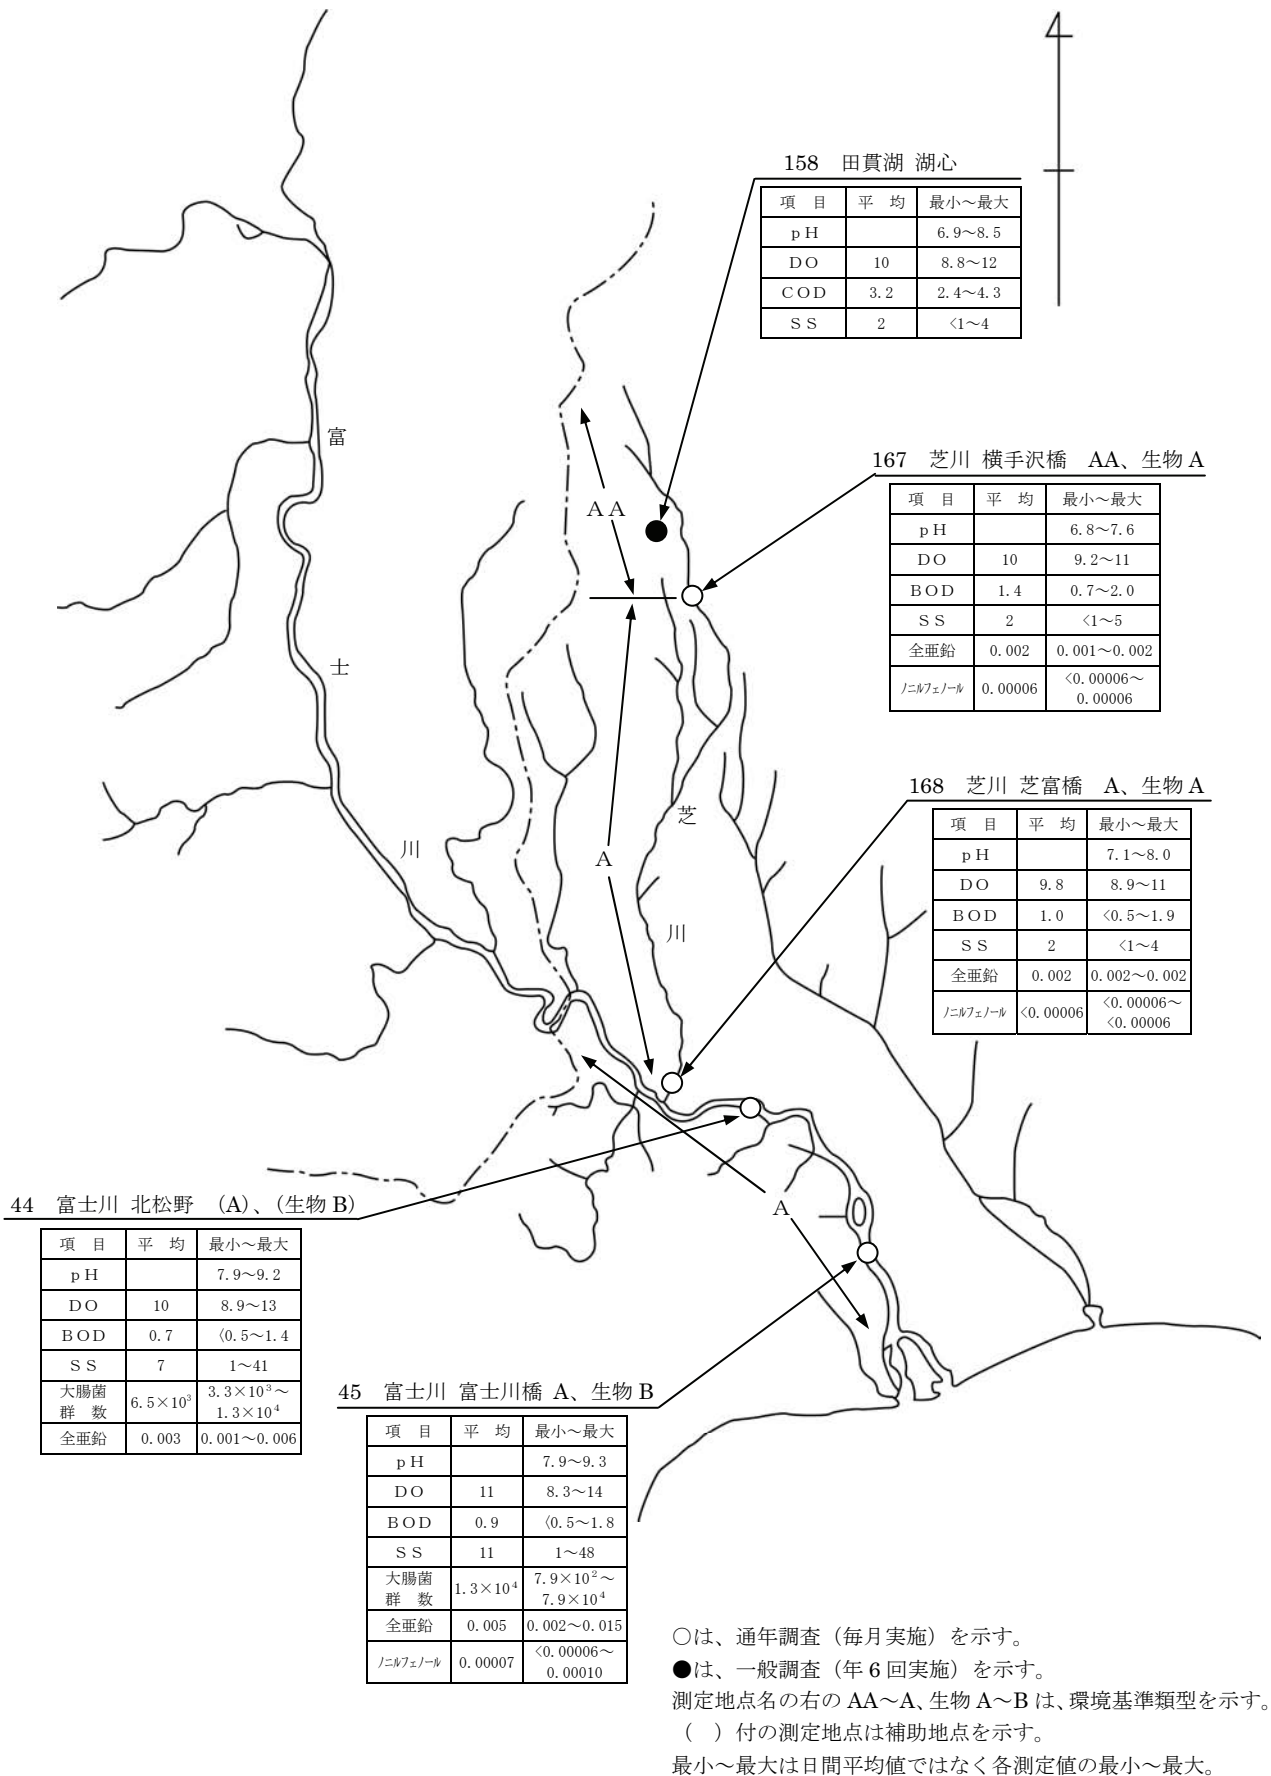 158 田貫湖 湖心
項 目 平 均 最小～最大
pH 6.9～8.5
DO 10 8.8～12
COD 3.2 2.4～4.3
SS 2 <1～4
富
AA
167 芝川 横手沢橋 AA、生物 A
項 目 平 均 最小～最大
pH 6.8～7.6
DO 10 9.2～11
BOD 1.4 0.7～2.0
SS 2 <1～5
全亜鉛 0.002 0.001～0.002
ﾉﾆﾙﾌｪﾉｰﾙ 0.00006 <0.00006～
0.00006
士
168 芝川 芝富橋 A、生物 A
項 目 平 均 最小～最大
pH 7.1～8.0
DO 9.8 8.9～11
BOD 1.0 <0.5～1.9
SS 2 <1～4
全亜鉛 0.002 0.002～0.002
ﾉﾆﾙﾌｪﾉｰﾙ <0.00006 <0.00006～
<0.00006
芝
川
A
川
44 富士川 北松野 （A）、（生物 B）
項 目 平 均 最小～最大
pH 7.9～9.2
DO 10 8.9～13
BOD 0.7 <0.5～1.4
SS 7 1～41
大腸菌
群 数 6.5×10³ 3.3×10³～
1.3×10⁴
全亜鉛 0.003 0.001～0.006
A
45 富士川 富士川橋 A、生物 B
項 目 平 均 最小～最大
pH 7.9～9.3
DO 11 8.3～14
BOD 0.9 <0.5～1.8
SS 11 1～48
大腸菌
群 数 1.3×10⁴ 7.9×10²～
7.9×10⁴
全亜鉛 0.005 0.002～0.015
ﾉﾆﾙﾌｪﾉｰﾙ 0.00007 <0.00006～
0.00010
○は、通年調査（毎月実施）を示す。
●は、一般調査（年 6 回実施）を示す。
測定地点名の右の AA～A、生物 A～B は、環境基準類型を示す。
（ ）付の測定地点は補助地点を示す。
最小～最大は日間平均値ではなく各測定値の最小～最大。